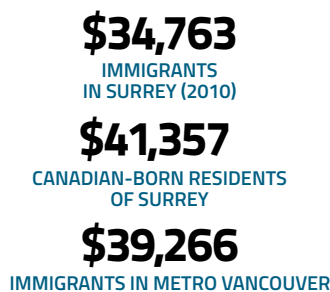 $34,763
IMMIGRANTS
IN SURREY (2010)
$41,357
CANADIAN-BORN RESIDENTS
OF SURREY
$39,266
IMMIGRANTS IN METRO VANCOUVER